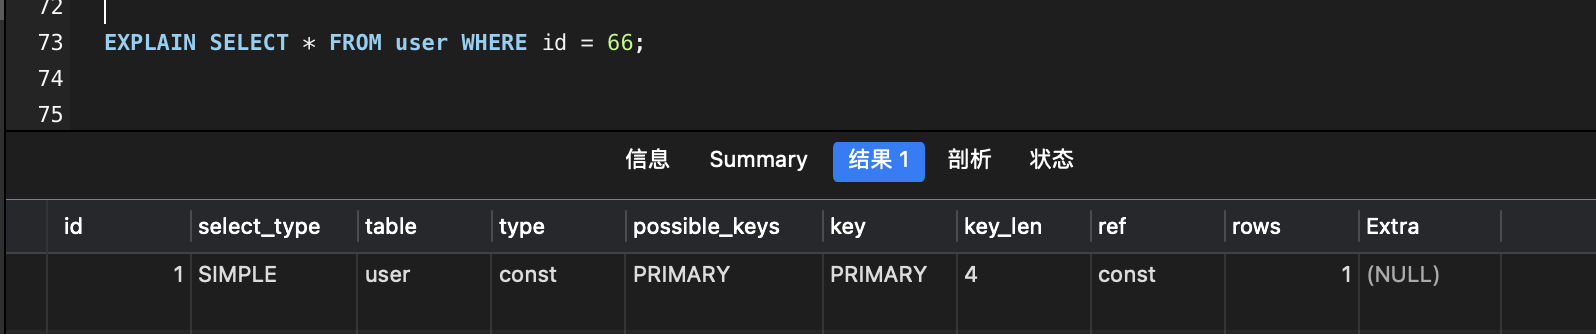 72
73 EXPLAIN SELECT * FROM user WHERE id = 66;
74
75
信息 Summary 结果 1 剖析 状态
id select_type table type possible_keys key key_len ref rows Extra
1 SIMPLE user const PRIMARY PRIMARY 4 const 1 (NULL)